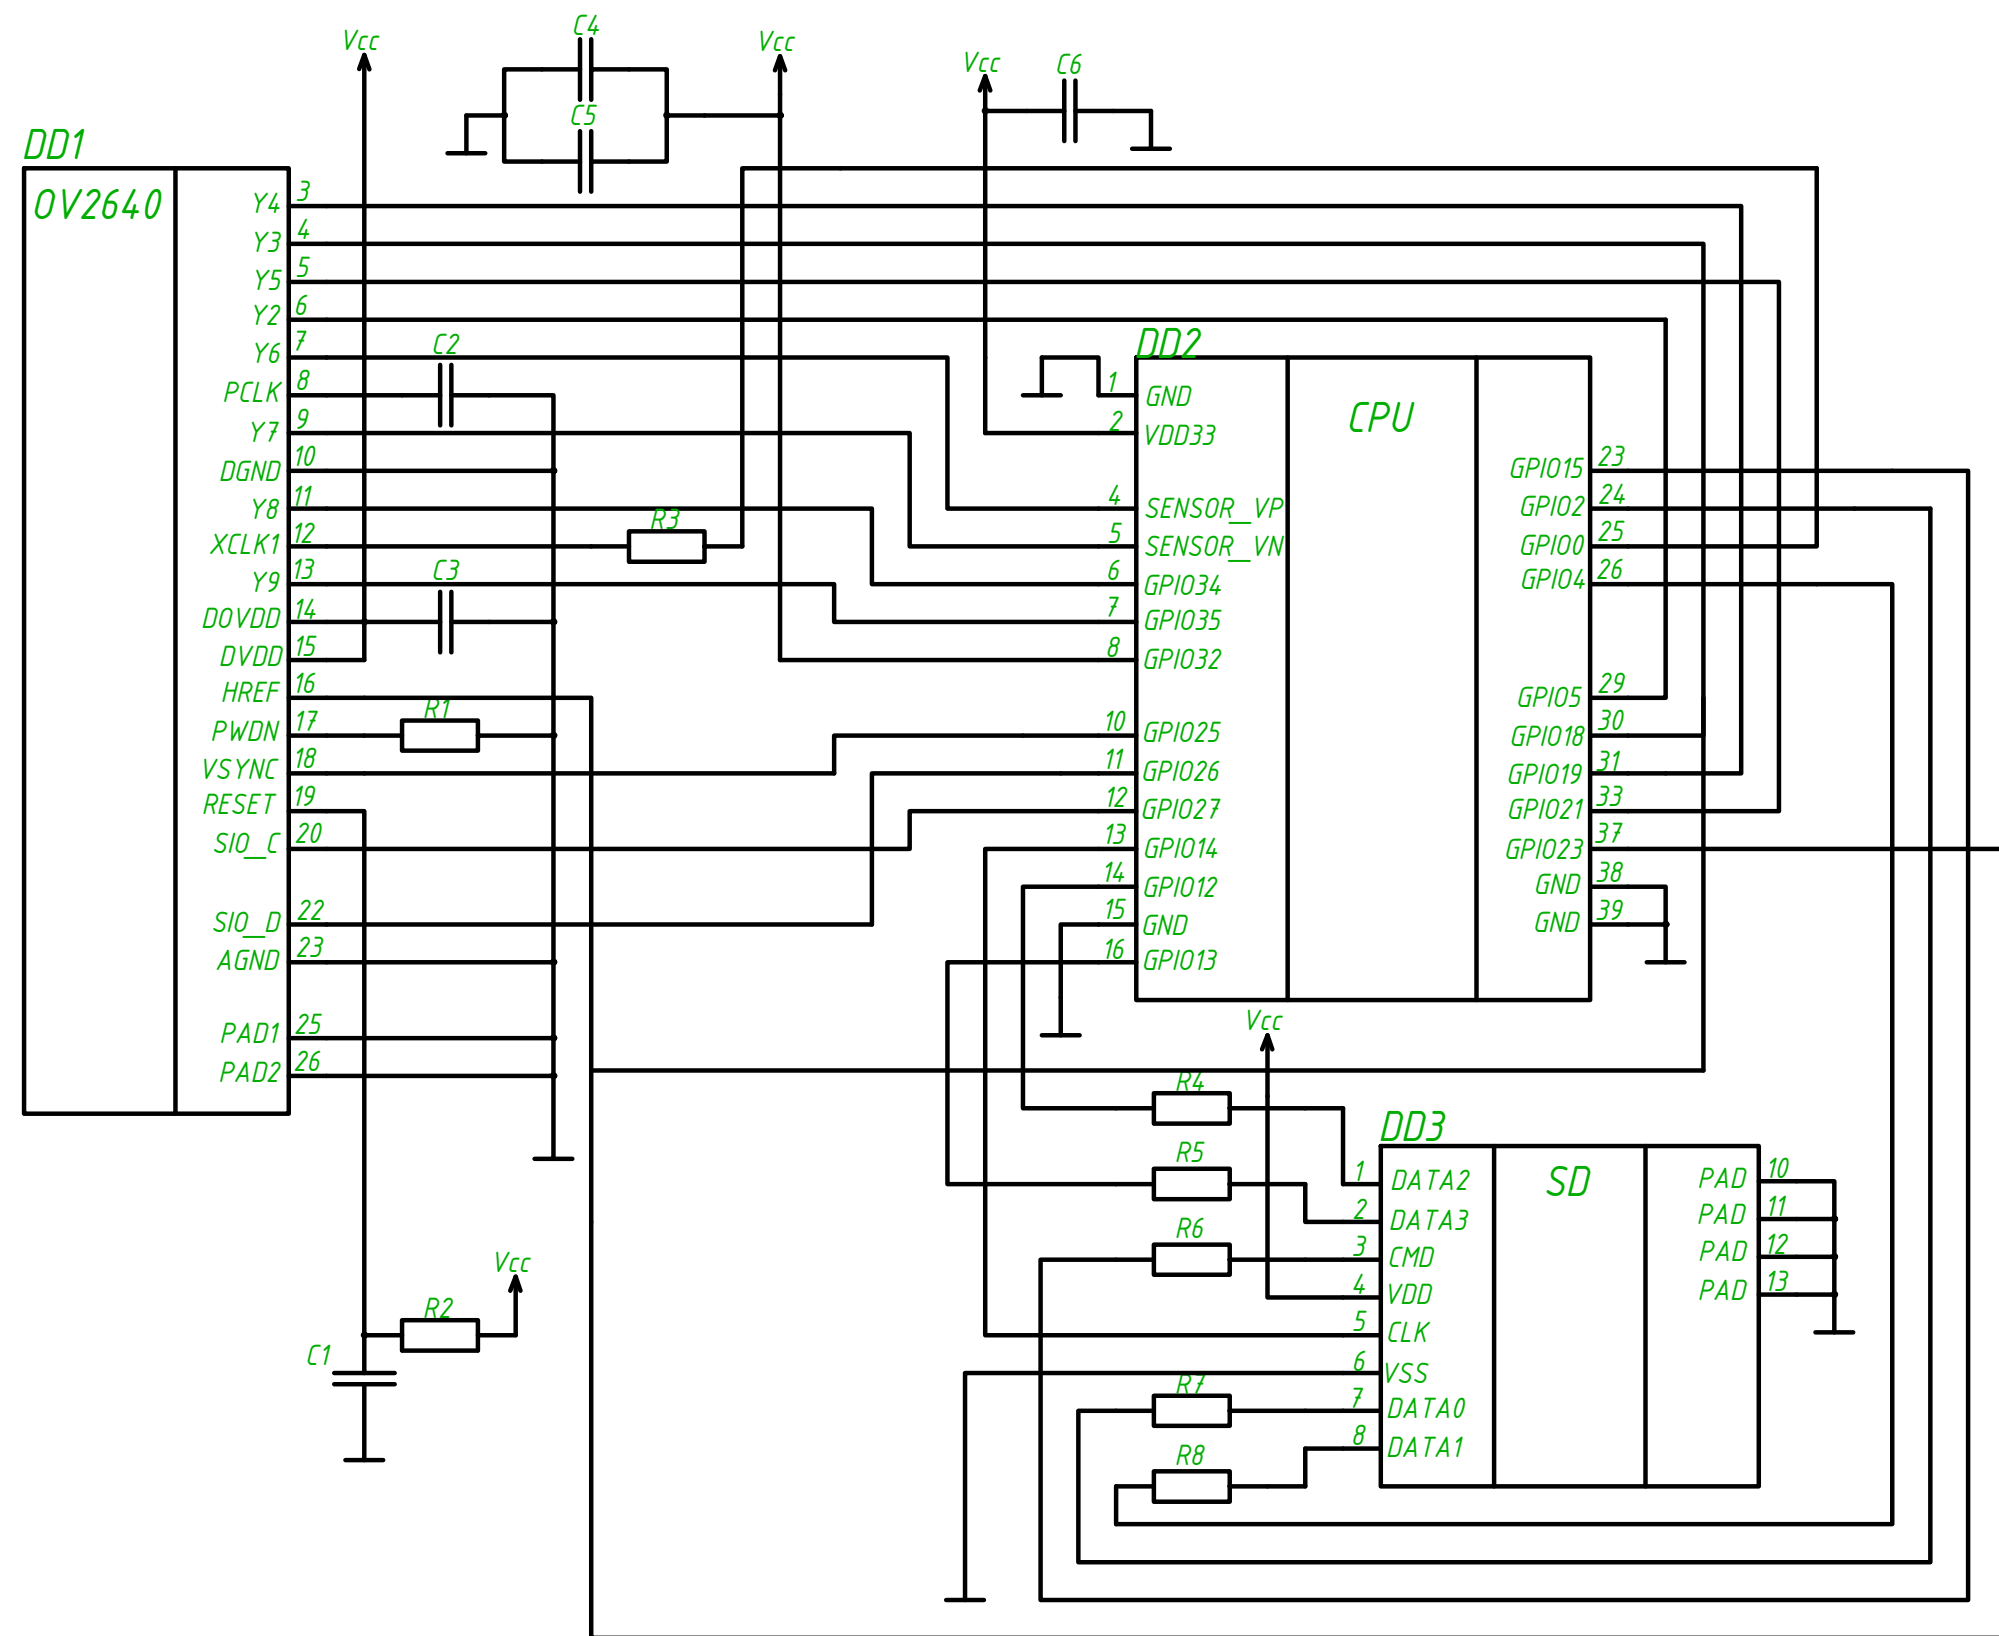 Vcc
C4
Vcc
Vcc
C6
C5
DD1
OV2640
Y4 3
Y3 4
Y5 5
Y2 6
Y6 7
PCLK 8
Y7 9
DGND 10
Y8 11
XCLK1 12
Y9 13
DOVDD 14
DVDD 15
HREF 16
PWDN 17
VSYNC 18
RESET 19
SIO_C 20
SIO_D 22
AGND 23
PAD1 25
PAD2 26
C2
R3
C3
R1
Vcc
R2
C1
DD2
CPU
1 GND
2 VDD33
4 SENSOR_VP
5 SENSOR_VN
6 GPIO34
7 GPIO35
8 GPIO32
10 GPIO25
11 GPIO26
12 GPIO27
13 GPIO14
14 GPIO12
15 GND
16 GPIO13
GPIO15 23
GPIO2 24
GPIO0 25
GPIO4 26
GPIO5 29
GPIO18 30
GPIO19 31
GPIO21 33
GPIO23 37
GND 38
GND 39
Vcc
R4
R5
R6
R7
R8
DD3
SD
1 DATA2
2 DATA3
3 CMD
4 VDD
5 CLK
6 VSS
7 DATA0
8 DATA1
PAD 10
PAD 11
PAD 12
PAD 13